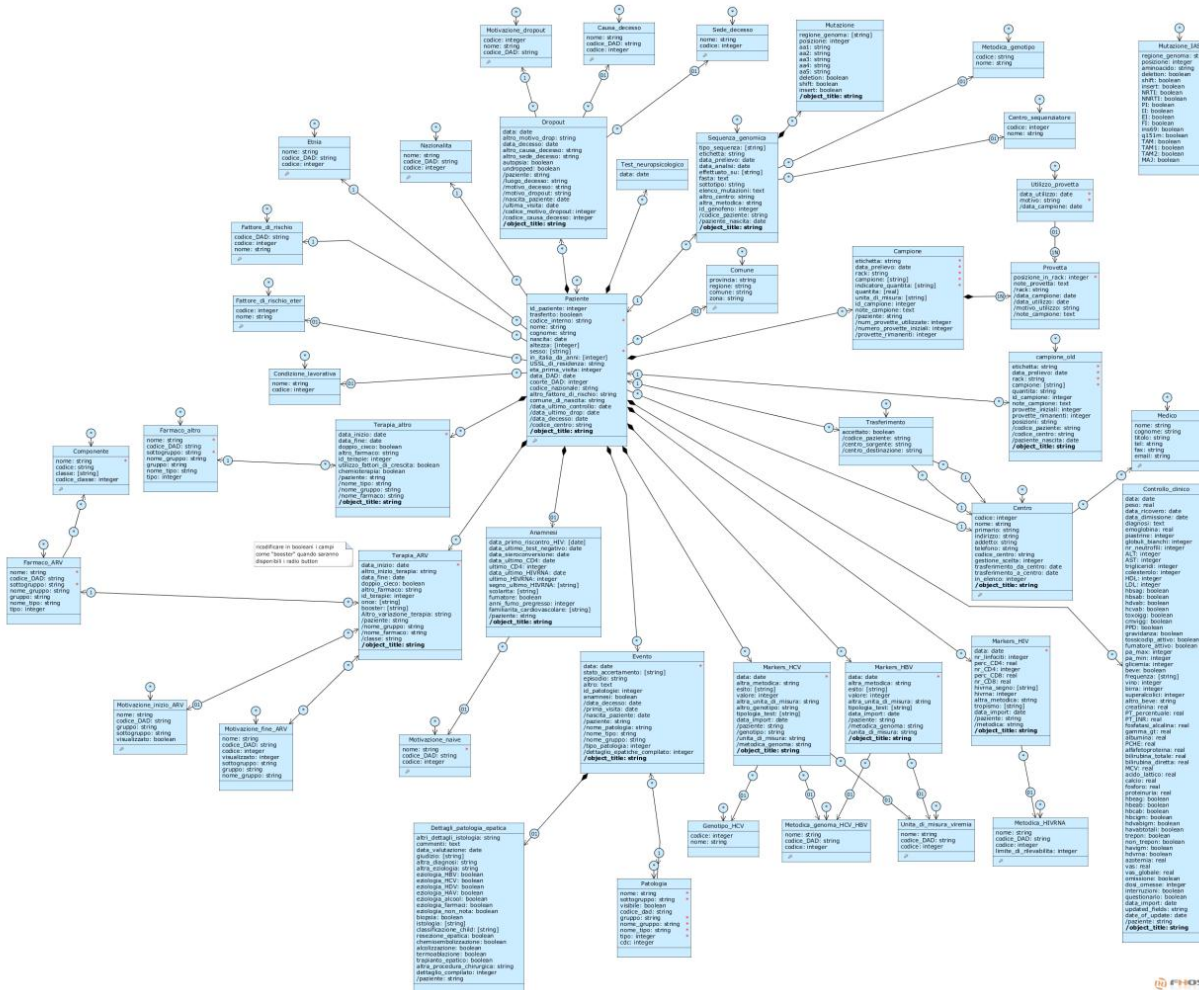 Motivazione_dropout
codice: integer
nome: string
codice_DAD: string
Causa_decesso
nome: string
codice_DAD: string
codice: integer
Sede_decesso
nome: string
codice: integer
Mutazione
regione_genoma: [string]
posizione: integer
aa1: string
aa2: string
aa3: string
aa4: string
aa5: string
deletion: boolean
shift: boolean
insert: boolean
/object_title: string
Metodica_genotipo
codice: string
nome: string
posizione: integer
aminoacido: string
deletion: boolean
shift: boolean
insert: boolean
NRTI: boolean
NNRTI: boolean
PI: boolean
II: boolean
EI: boolean
FI: boolean
ins69: boolean
q151m: boolean
TAM: boolean
TAM1: boolean
TAM2: boolean
MAJ: boolean
Etnia
nome: string
codice_DAD: string
codice: integer
Nazionalita
nome: string
codice_DAD: string
codice: integer
Dropout
data: date
altro_motivo_drop: string
data_decesso: date
altro_causa_decesso: string
altro_sede_decesso: string
autopsia: boolean
undropped: boolean
/paziente: string
/luogo_decesso: string
/motivo_decesso: string
/motivo_dropout: string
/nascita_paziente: date
/ultima_visita: date
/codice_motivo_dropout: integer
/codice_causa_decesso: integer
/object_title: string
Test_neuropsicologico
data: date
Sequenza_genomica
tipo_sequenza: [string]
etichetta: string
data_prelievo: date
data_analisi: date
effettuato_su: [string]
fasta: text
sottotipo: string
elenco_mutazioni: text
altro_centro: string
altra_metodica: string
id_genofeno: integer
/codice_paziente: string
/paziente_nascita: date
/object_title: string
Centro_sequenziatore
codice: integer
nome: string
Utilizzo_provetta
data_utilizzo: date
motivo: string
/data_campione: date
Fattore_di_rischio
codice_DAD: string
codice: integer
nome: string
Fattore_di_rischio_eter
codice: integer
nome: string
Condizione_lavorativa
nome: string
codice: integer
Paziente
id_paziente: integer
trasferito: boolean
codice_interno: string
nome: string
cognome: string
nascita: date
altezza: [integer]
sesso: [string]
in_italia_da_anni: [integer]
USSL_di_residenza: string
eta_prima_visita: integer
data_DAD: date
coorte_DAD: integer
codice_nazionale: string
altro_fattore_di_rischio: string
comune_di_nascita: string
/data_ultimo_controllo: date
/data_ultimo_drop: date
/data_decesso: date
/codice_centro: string
/object_title: string
Comune
provincia: string
regione: string
comune: string
zona: string
Campione
etichetta: string
data_prelievo: date
rack: string
campione: [string]
indicatore_quantita: [string]
quantita: [real]
unita_di_misura: [string]
id_campione: integer
note_campione: text
/paziente: string
/num_provette_utilizzate: integer
/numero_provette_iniziali: integer
/provette_rimanenti: integer
Provetta
posizione_in_rack: integer
note_provetta: text
/rack: string
/data_campione: date
/data_utilizzo: date
/motivo_utilizzo: string
/note_campione: text
campione_old
etichetta: string
data_prelievo: date
rack: string
campione: [string]
quantita: string
id_campione: integer
note_campione: text
provette_iniziali: integer
provette_rimanenti: integer
posizioni: string
/codice_paziente: string
/codice_centro: string
/paziente_nascita: date
/object_title: string
Trasferimento
accettato: boolean
/codice_paziente: string
/centro_sorgente: string
/centro_destinazione: string
Medico
nome: string
cognome: string
titolo: string
tel: string
fax: string
email: string
Farmaco_altro
nome: string
codice_DAD: string
sottogruppo: string
nome_gruppo: string
gruppo: string
nome_tipo: string
tipo: integer
Componente
nome: string
codice: string
classe: [string]
codice_classe: integer
Terapia_altro
data_inizio: date
data_fine: date
doppio_cieco: boolean
altro_farmaco: string
id_terapie: integer
utilizzo_fattori_di_crescita: boolean
chemioterapia: boolean
/paziente: string
/nome_tipo: string
/nome_gruppo: string
/nome_farmaco: string
/object_title: string
Centro
codice: integer
nome: string
primario: string
indirizzo: string
addetto: string
telefono: string
codice_centro: string
gestione_scelta: integer
trasferimento_da_centro: date
trasferimento_a_centro: date
in_elenco: integer
/object_title: string
Controllo_clinico
data: date
peso: real
data_ricovero: date
data_dimissione: date
diagnosi: text
emoglobina: real
piastrine: integer
globuli_bianchi: integer
nr_neutrofili: integer
ALT: integer
AST: integer
trigliceridi: integer
colesterolo: integer
HDL: integer
LDL: integer
hbsag: boolean
hbsab: boolean
hdvab: boolean
hcvab: boolean
toxoigg: boolean
cmvigg: boolean
PPD: boolean
gravidanza: boolean
tossicodip_attivo: boolean
fumatore_attivo: boolean
pa_max: integer
pa_min: integer
glicemia: integer
beve: boolean
frequenza: [string]
vino: integer
birra: integer
superalcolici: integer
altro_beve: string
creatinina: real
PT_percentuale: real
PT_INR: real
fosfatasi_alcalina: real
gamma_gt: real
albumina: real
PCHE: real
alfafetoproteina: real
bilirubina_totale: real
bilirubina_diretta: real
MCV: real
acido_lattico: real
calcio: real
fosforo: real
proteinuria: real
hbeag: boolean
hbeab: boolean
hbcab: boolean
hbcigm: boolean
hdvabigm: boolean
havabtotali: boolean
trepon: boolean
non_trepon: boolean
havigm: boolean
hdvrna: boolean
azotemia: real
vas: real
vas_globale: real
omissione: boolean
dosi_omesse: integer
interruzioni: boolean
questionario: boolean
data_import: date
updated_fields: string
date_of_update: date
/paziente: string
/object_title: string
Farmaco_ARV
nome: string
codice_DAD: string
sottogruppo: string
nome_gruppo: string
gruppo: string
nome_tipo: string
tipo: integer
modificare in booleani i campi
come "booster" quando saranno
disponibili i radio button
Terapia_ARV
data_inizio: date
altro_inizio_terapia: string
data_fine: date
doppio_cieco: boolean
altro_farmaco: string
id_terapie: integer
onor: [string]
booster: [string]
Altro_variazione_terapia: string
/paziente: string
/nome_gruppo: string
/nome_farmaco: string
/classe: string
/object_title: string
Anamnesi
data_primo_riscontro_HIV: [date]
data_ultimo_test_negativo: date
data_sieroconversione: date
data_ultimo_CD4: date
ultimo_CD4: integer
data_ultimo_HIVRNA: date
ultimo_HIVRNA: integer
segno_ultimo_HIVRNA: [string]
scolarita: [string]
fumatore: boolean
anni_fumo_pregresso: integer
familiarita_cardiovascolare: [string]
/paziente: string
/object_title: string
Motivazione_inizio_ARV
nome: string
codice_DAD: string
gruppo: string
sottogruppo: string
visualizzato: boolean
Motivazione_fine_ARV
nome: string
codice_DAD: string
codice: integer
visualizzato: integer
sottogruppo: string
gruppo: string
nome_gruppo: string
Motivazione_naive
nome: string
codice_DAD: string
codice: integer
Evento
data: date
stato_accertamento: [string]
episodio: string
altro: text
id_patologie: integer
anamnesi: boolean
/data_decesso: date
/prima_visita: date
/nascita_paziente: date
/paziente: string
/nome_patologia: string
/nome_tipo: string
/nome_gruppo: string
/tipo_patologia: integer
/dettaglio_epatiche_compilato: integer
/object_title: string
Markers_HCV
data: date
altra_metodica: string
esito: [string]
valore: integer
altra_unita_di_misura: string
altro_genotipo: string
tipologia_test: [string]
data_import: date
/paziente: string
/genotipo: string
/unita_di_misura: string
/metodica_genoma: string
/object_title: string
Markers_HBV
data: date
altra_metodica: string
esito: [string]
valore: integer
altra_unita_di_misura: string
tipologia_test: [string]
data_import: date
/paziente: string
/metodica_genoma: string
/unita_di_misura: string
/object_title: string
Markers_HIV
data: date
nr_linfociti: integer
perc_CD4: real
nr_CD4: integer
perc_CD8: real
nr_CD8: integer
hivrna_segno: [string]
hivrna: integer
altra_metodica: string
tropismo: [string]
data_import: date
/paziente: string
/metodica: string
/object_title: string
Dettagli_patologia_epatica
altri_dettagli_istologia: string
commenti: text
data_valutazione: date
giudizio: [string]
altra_diagnosi: string
altra_eziologia: string
eziologia_HBV: boolean
eziologia_HCV: boolean
eziologia_HDV: boolean
eziologia_HAV: boolean
eziologia_alcool: boolean
eziologia_farmaci: boolean
eziologia_non_nota: boolean
biopsia: boolean
istologia: [string]
classificazione_child: [string]
resezione_epatica: boolean
chemioembolizzazione: boolean
alcolizzazione: boolean
termoablazione: boolean
trapianto_epatico: boolean
altra_procedura_chirurgica: string
dettaglio_compilato: integer
/paziente: string
Patologia
nome: string
sottogruppo: string
visibile: boolean
codice_dad: string
gruppo: string
nome_gruppo: string
nome_tipo: string
tipo: integer
cdc: integer
Genotipo_HCV
codice: integer
nome: string
Metodica_genoma_HCV_HBV
nome: string
codice_DAD: string
codice: integer
Unita_di_misura_viremia
nome: string
codice_DAD: string
codice: integer
Metodica_HIVRNA
nome: string
codice_DAD: string
codice: integer
limite_di_rilevabilita: integer